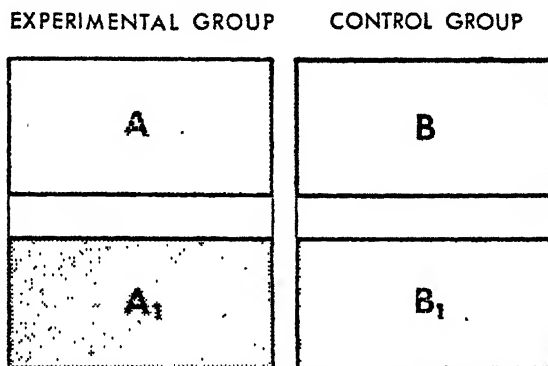 EXPERIMENTAL GROUP CONTROL GROUP
A B
A₁ B₁